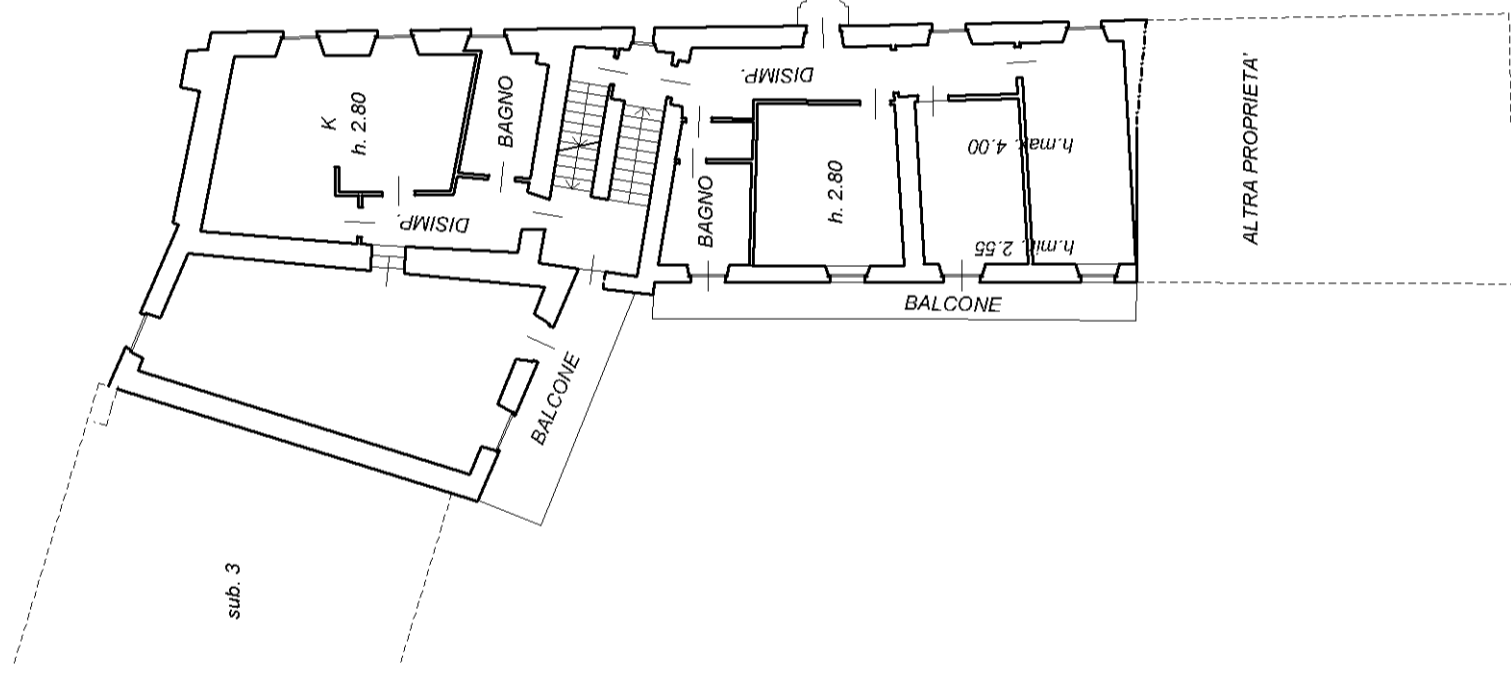 K
h. 2.80
BAGNO
DISIMP.
DISIMP.
BAGNO
h. 2.80
h.max. 4.00
h.min. 2.55
BALCONE
BALCONE
ALTRA PROPRIETA'
sub. 3